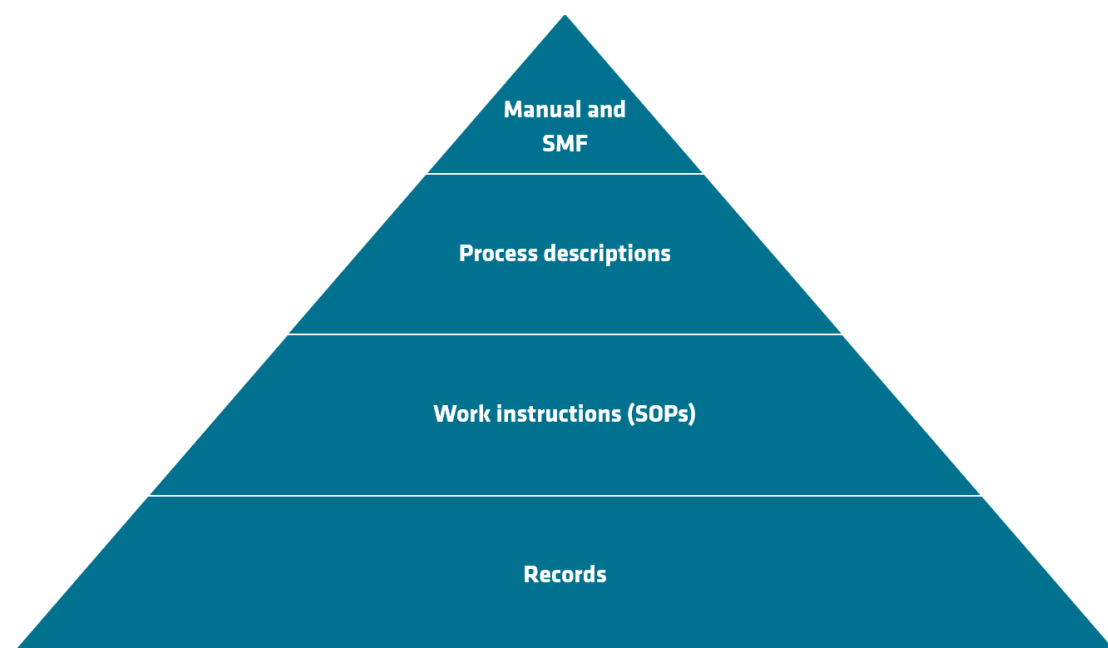 Manual and
SMF
Process descriptions
Work instructions (SOPs)
Records